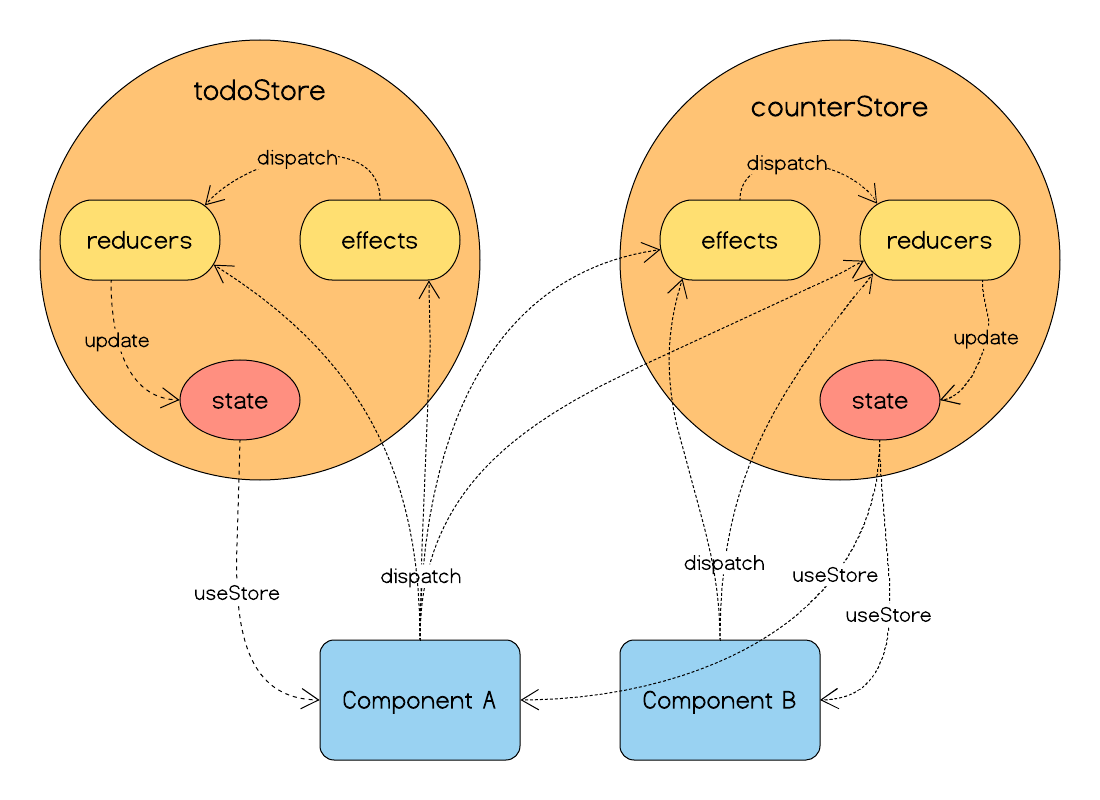 todoStore
counterStore
dispatch
dispatch
reducers
effects
effects
reducers
update
update
state
state
dispatch
dispatch
useStore
useStore
useStore
Component A
Component B